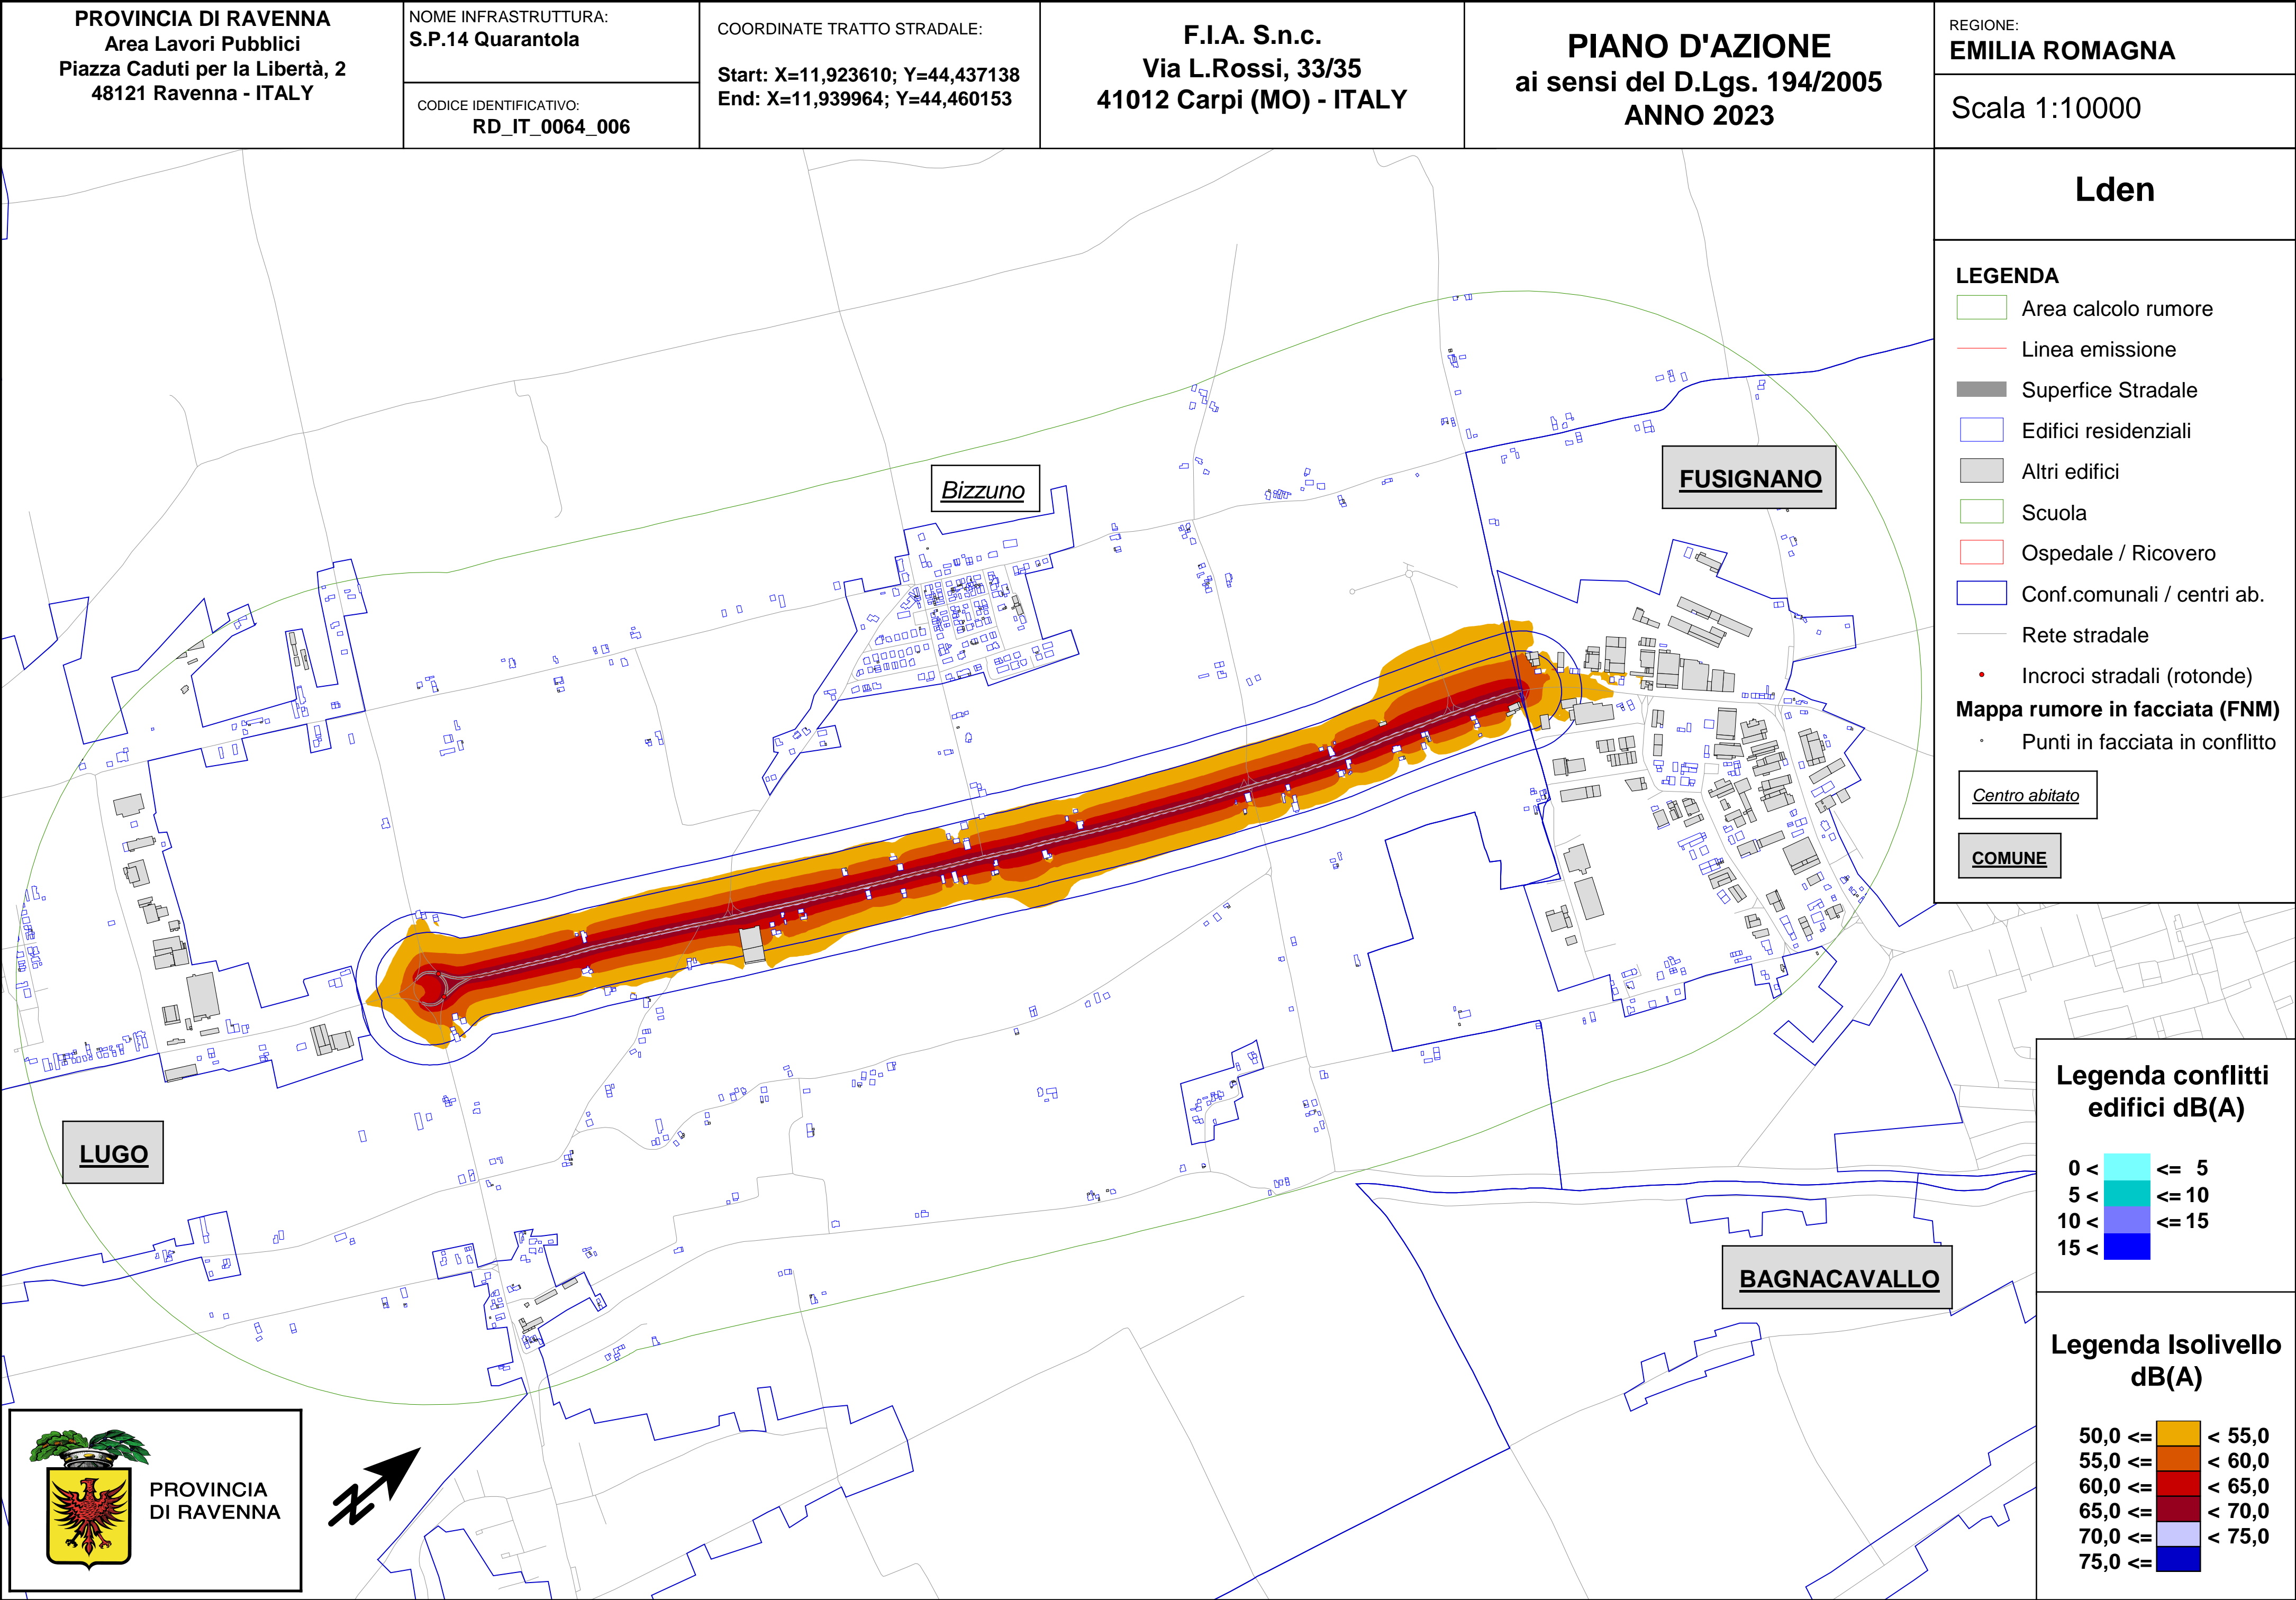 PROVINCIA DI RAVENNA
Area Lavori Pubblici
Piazza Caduti per la Libertà, 2
48121 Ravenna - ITALY
NOME INFRASTRUTTURA:
S.P.14 Quarantola
CODICE IDENTIFICATIVO:
RD_IT_0064_006
COORDINATE TRATTO STRADALE:
Start: X=11,923610; Y=44,437138
End: X=11,939964; Y=44,460153
F.I.A. S.n.c.
Via L.Rossi, 33/35
41012 Carpi (MO) - ITALY
PIANO D'AZIONE
ai sensi del D.Lgs. 194/2005
ANNO 2023
REGIONE:
EMILIA ROMAGNA
Scala 1:10000
Lden
LEGENDA
Area calcolo rumore
Linea emissione
Superfice Stradale
Edifici residenziali
Altri edifici
Scuola
Ospedale / Ricovero
Conf.comunali / centri ab.
Rete stradale
Incroci stradali (rotonde)
Mappa rumore in facciata (FNM)
Punti in facciata in conflitto
Centro abitato
COMUNE
Bizzuno
FUSIGNANO
LUGO
BAGNACAVALLO
Legenda conflitti
edifici dB(A)
0 < <= 5
5 < <= 10
10 < <= 15
15 <
Legenda Isolivello
dB(A)
50,0 <= < 55,0
55,0 <= < 60,0
60,0 <= < 65,0
65,0 <= < 70,0
70,0 <= < 75,0
75,0 <=
PROVINCIA
DI RAVENNA